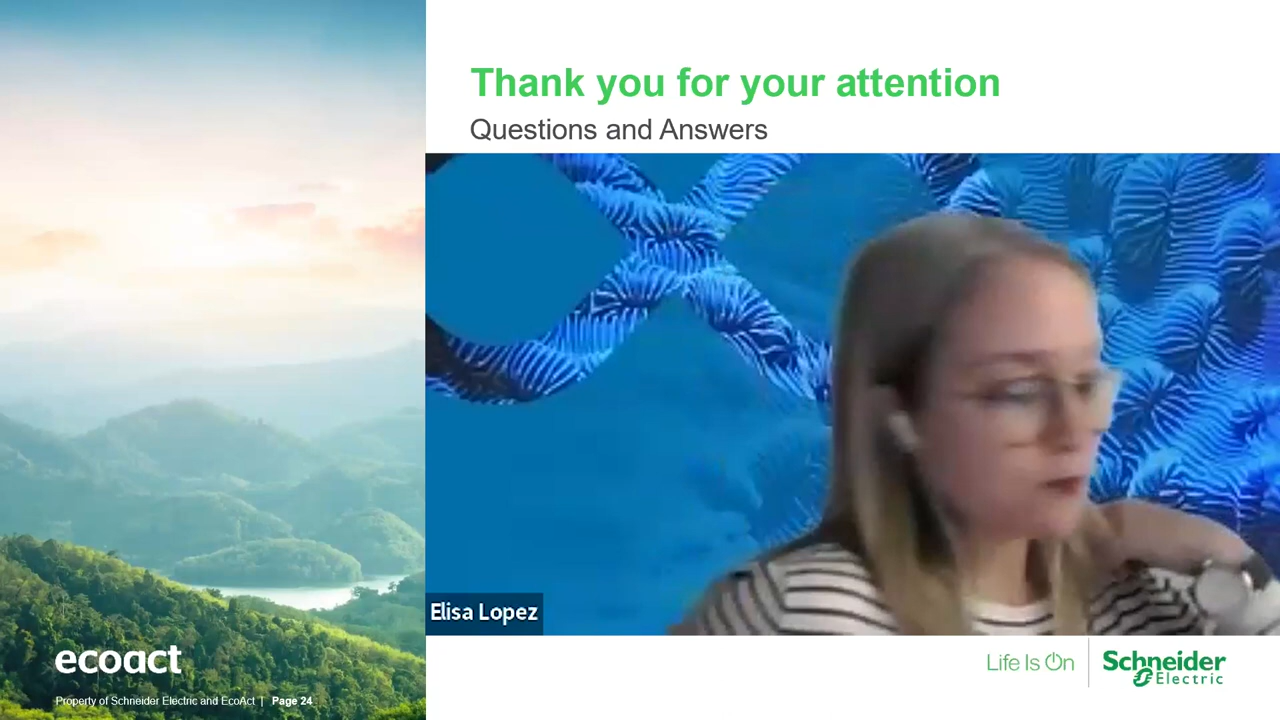 Thank you for your attention
Questions and Answers
Elisa Lopez
ecoact
Property of Schneider Electric and EcoAct | Page 24
Life Is On
Schneider
Electric